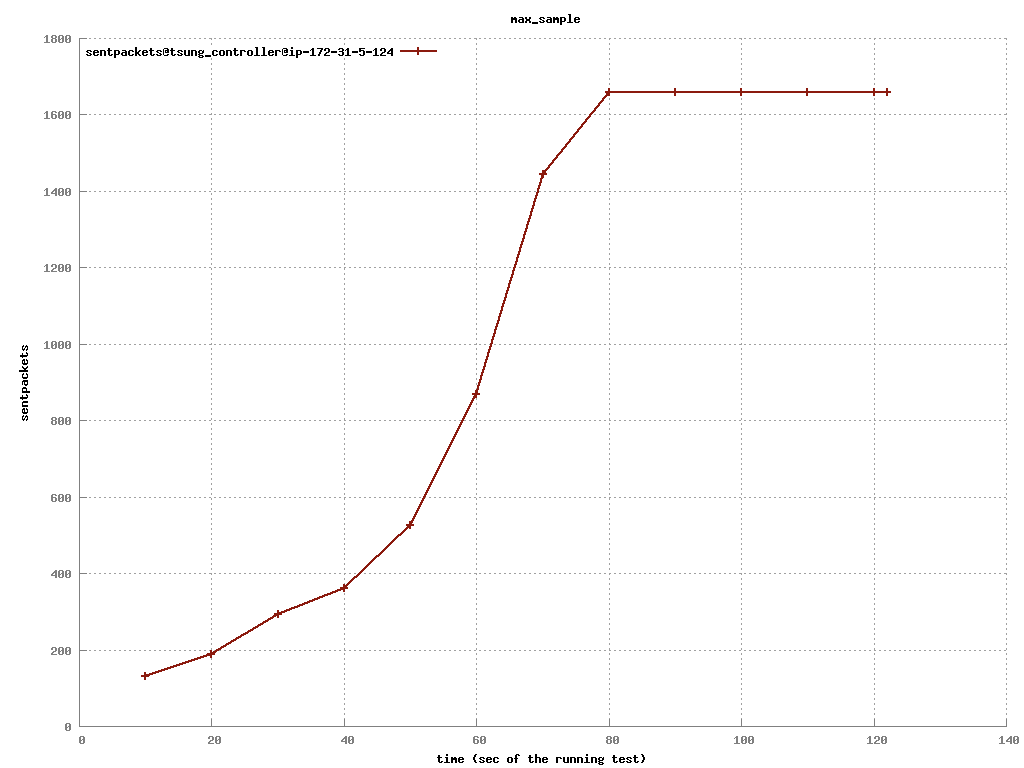 max_sample
sentpackets@tsung_controller@ip-172-31-5-124
1800
1600
1400
1200
1000
800
600
400
200
0
sentpackets
0 20 40 60 80 100 120 140
time (sec of the running test)